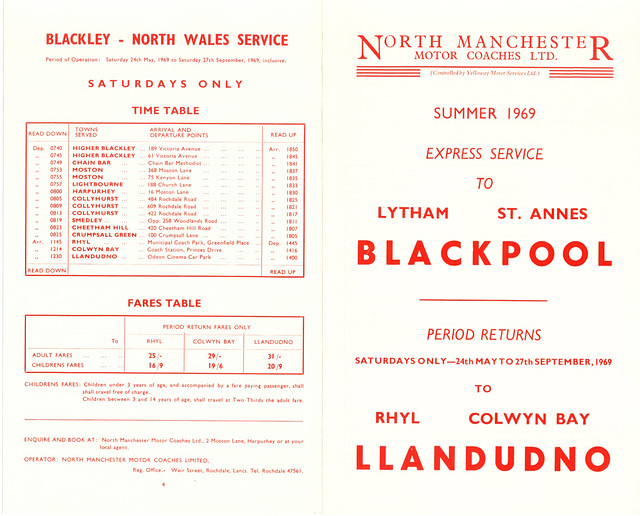 BLACKLEY - NORTH WALES SERVICE
Period of Operation: Saturday 24th May, 1969 to Saturday 27th September, 1969, inclusive.
SATURDAYS ONLY
TIME TABLE
READ DOWN TOWNS SERVED ARRIVAL AND DEPARTURE POINTS READ UP
Dep. 0740 HIGHER BLACKLEY .. 189 Victoria Avenue ... Arr. 1850
„ 0745 HIGHER BLACKLEY .. 61 Victoria Avenue ... „ 1845
„ 0749 CHAIN BAR .. Chain Bar Methodist ... „ 1841
„ 0753 MOSTON .. 368 Moston Lane ... „ 1837
„ 0755 MOSTON .. 75 Kenyon Lane ... „ 1835
„ 0757 LIGHTBOURNE .. 188 Church Lane ... „ 1833
„ 0800 HARPURHEY .. 16 Moston Lane ... „ 1830
„ 0805 COLLYHURST .. 484 Rochdale Road ... „ 1825
„ 0809 COLLYHURST .. 609 Rochdale Road ... „ 1821
„ 0813 COLLYHURST .. 422 Rochdale Road ... „ 1817
„ 0819 SMEDLEY .. Opp. 258 Woodlands Road ... „ 1811
„ 0823 CHEETHAM HILL .. 420 Cheetham Hill Road ... „ 1807
„ 0825 CRUMPSALL GREEN .. 100 Crumpsall Lane ... „ 1805
Arr. 1145 RHYL .. Municipal Coach Park, Greenfield Place .. Dep. 1445
„ 1214 COLWYN BAY .. Coach Station, Princes Drive ... „ 1416
„ 1230 LLANDUDNO .. Odeon Cinema Car Park ... „ 1400
READ DOWN READ UP
FARES TABLE
PERIOD RETURN FARES ONLY
To RHYL COLWYN BAY LLANDUDNO
ADULT FARES ... ... 25/- 29/- 31/-
CHILDRENS FARES ... 16/9 19/6 20/9
CHILDRENS FARES: Children under 3 years of age, and accompanied by a fare paying passenger, shall
shall travel free of charge.
Children between 3 and 14 years of age, shall travel at Two Thirds the adult fare.
ENQUIRE AND BOOK AT: North Manchester Motor Coaches Ltd., 2 Moston Lane, Harpurhey or at your
local agent.
OPERATOR: NORTH MANCHESTER MOTOR COACHES LIMITED,
Reg. Office:- Weir Street, Rochdale, Lancs. Tel. Rochdale 47561.
4
NORTH MANCHESTER
MOTOR COACHES LTD.
(Controlled by Yelloway Motor Services Ltd.)
SUMMER 1969
EXPRESS SERVICE
TO
LYTHAM ST. ANNES
BLACKPOOL
PERIOD RETURNS
SATURDAYS ONLY—24th MAY TO 27th SEPTEMBER, 1969
TO
RHYL COLWYN BAY
LLANDUDNO